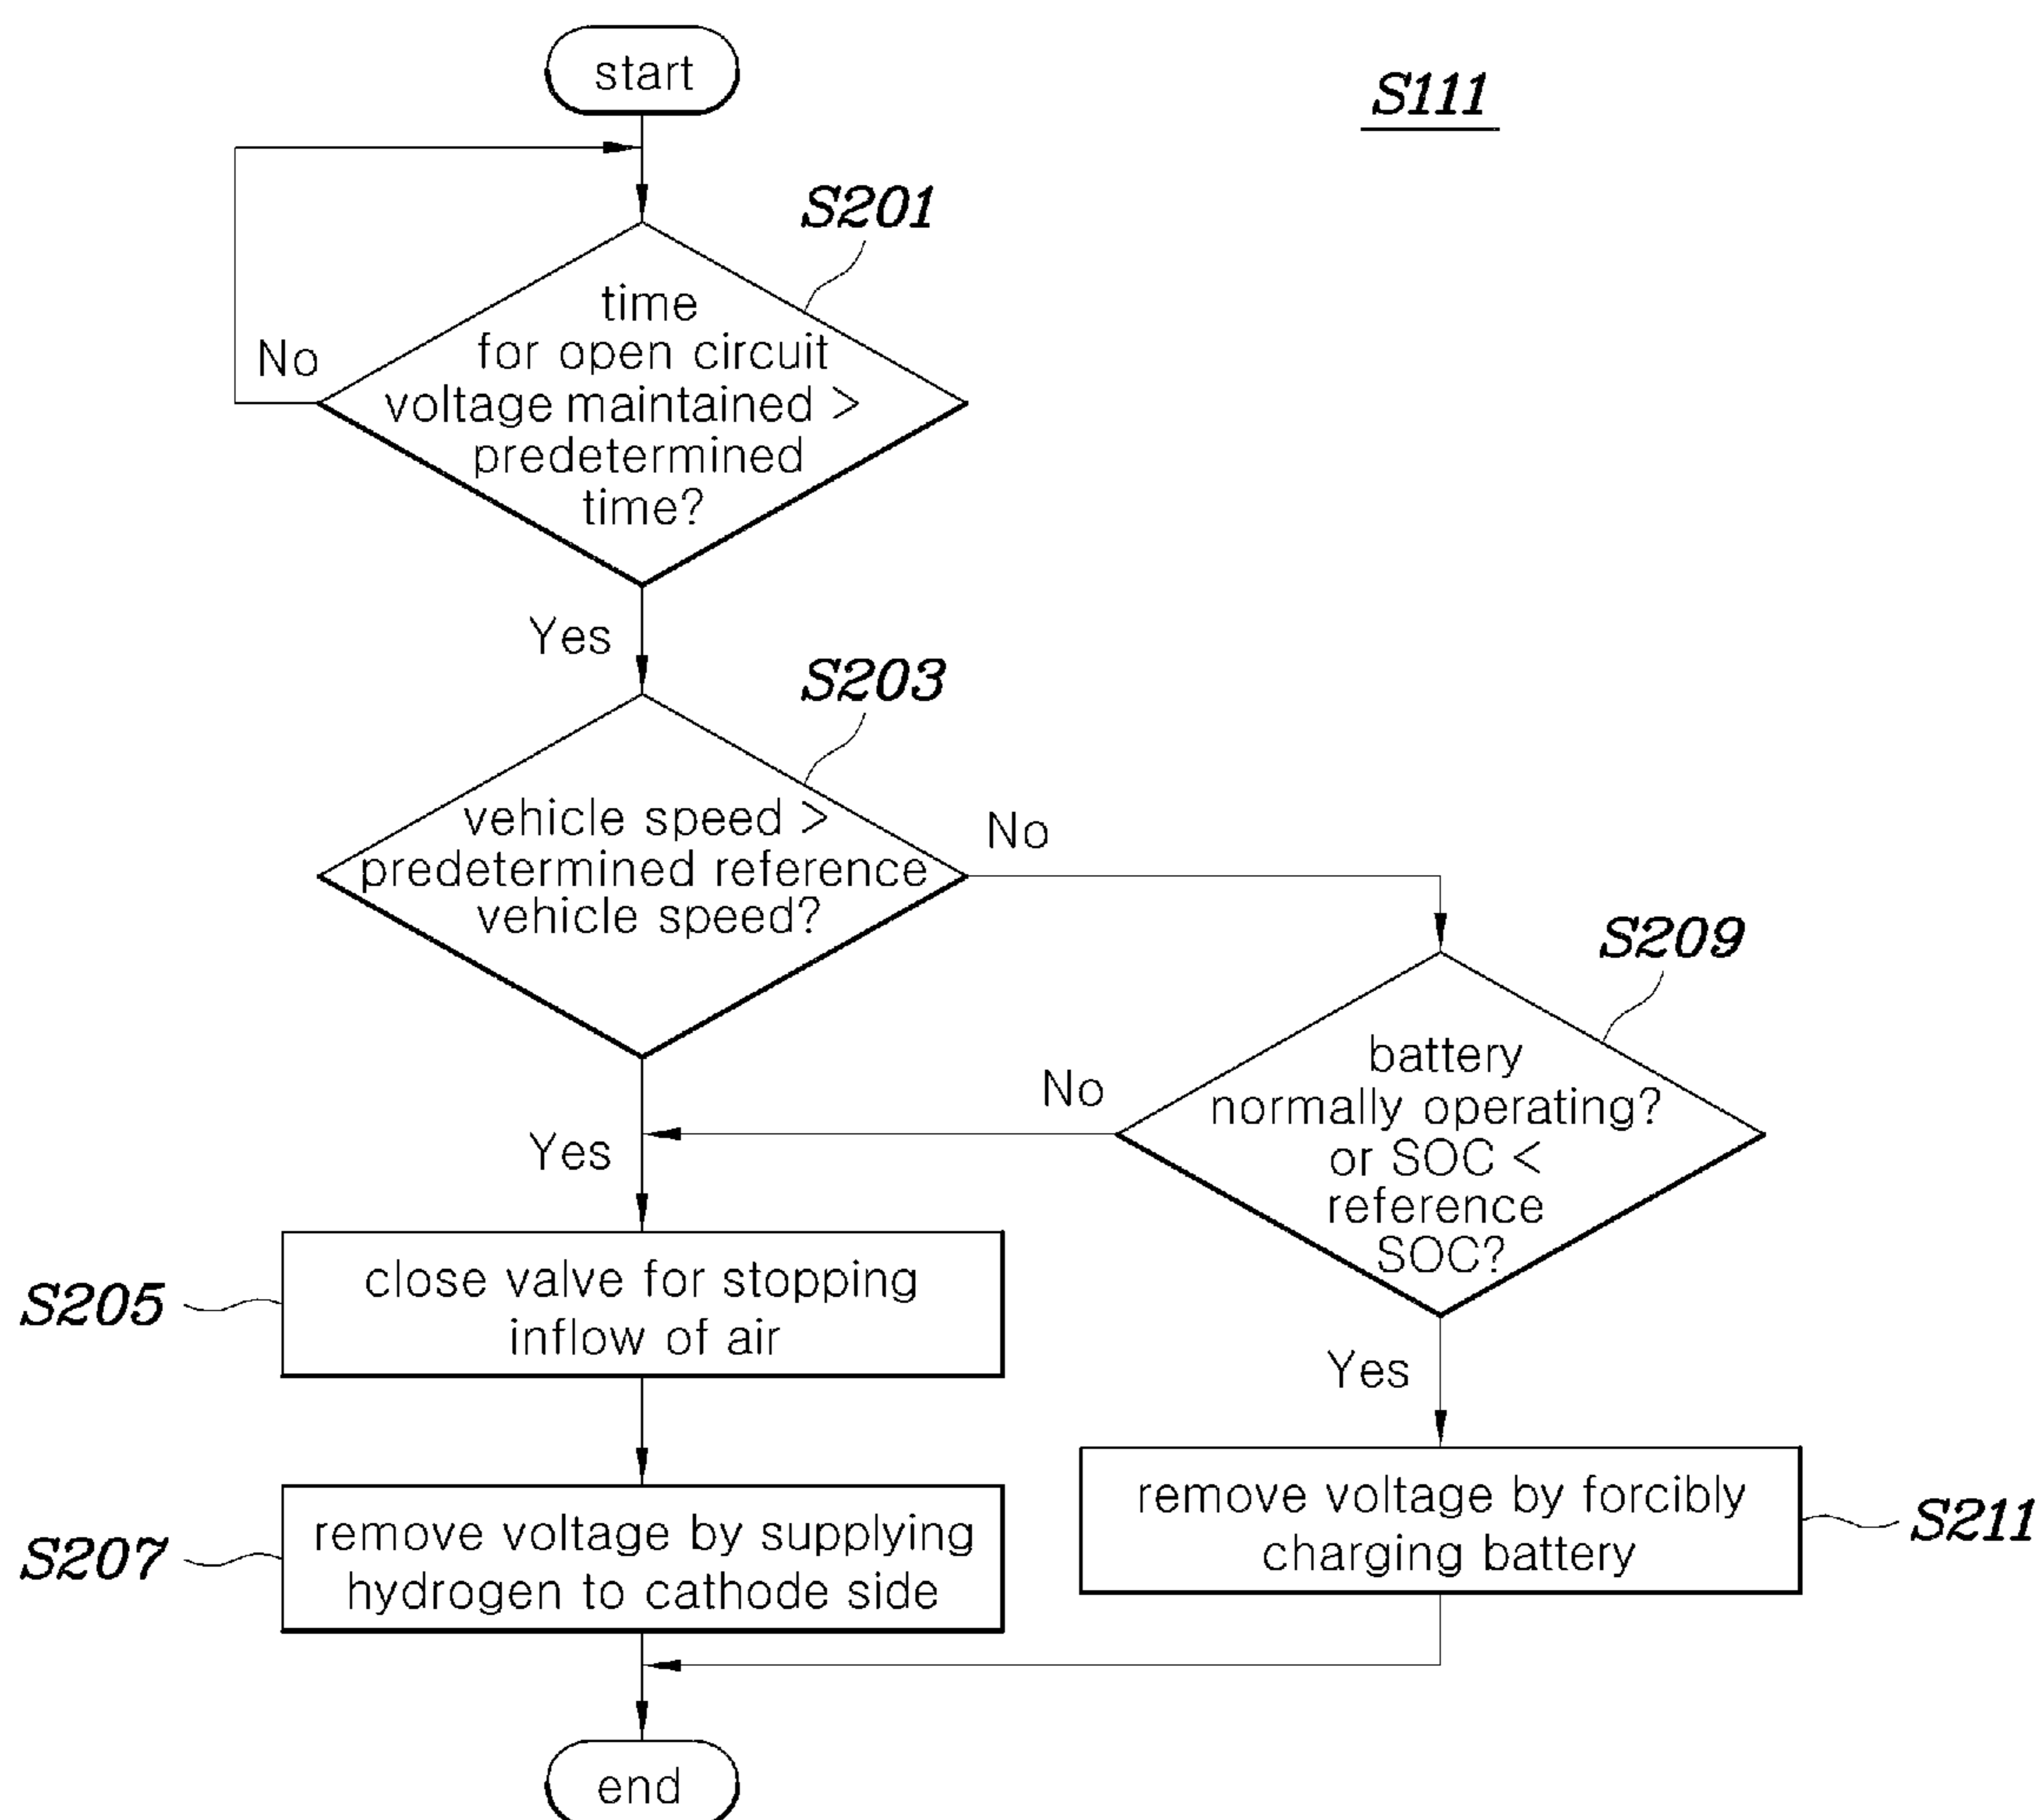 start
S111
S201
time
for open circuit
voltage maintained >
predetermined
time?
No
Yes
S203
vehicle speed >
predetermined reference
vehicle speed?
No
S209
battery
normally operating?
or SOC <
reference
SOC?
No
Yes
Yes
S205
close valve for stopping
inflow of air
S207
remove voltage by supplying
hydrogen to cathode side
remove voltage by forcibly
charging battery
S211
end